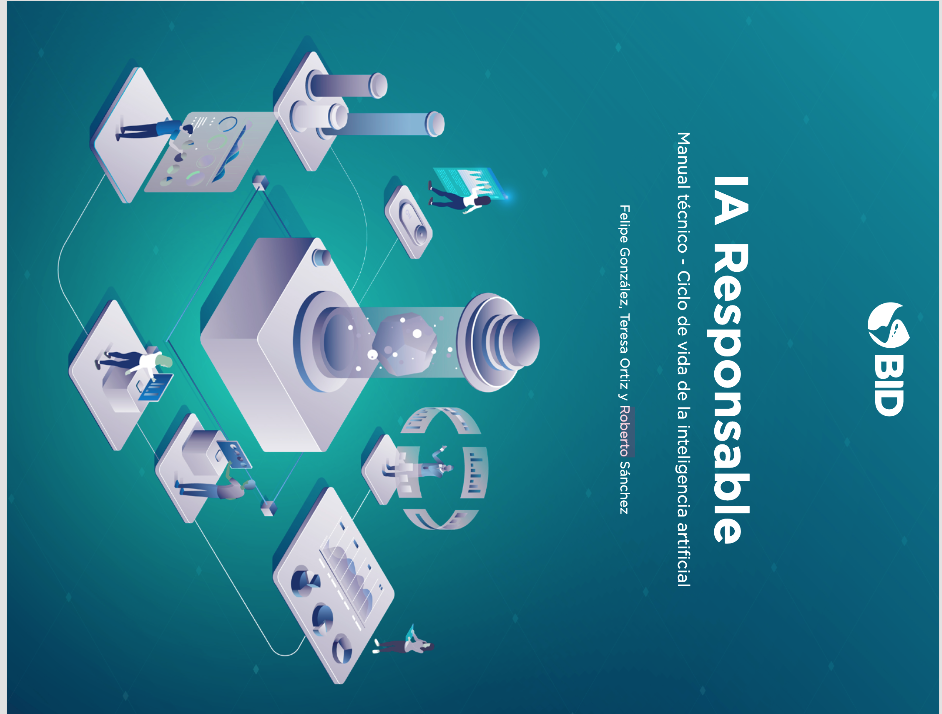 BID
IA Responsable
Manual técnico - Ciclo de vida de la inteligencia artificial
Felipe González, Teresa Ortiz y Roberto Sánchez